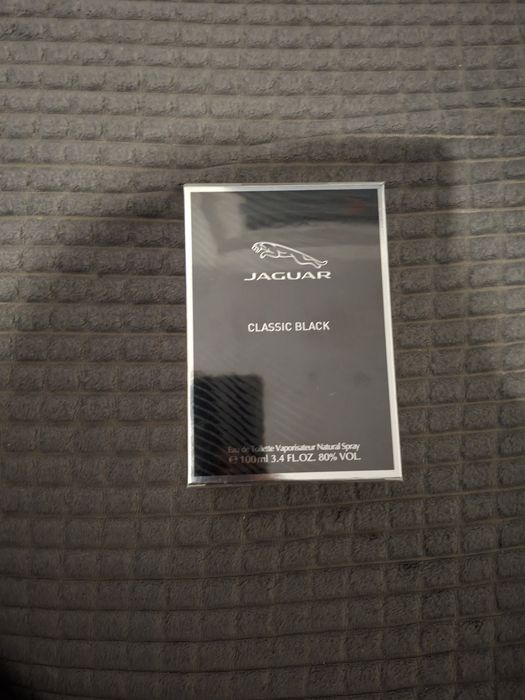 JAGUAR
CLASSIC BLACK
Eau de Toilette Vaporisateur Natural Spray
℮ 100 ml 3.4 FL.OZ. 80% VOL.